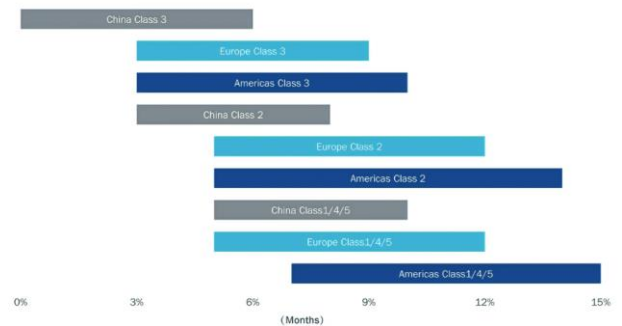 China Class 3
Europe Class 3
Americas Class 3
China Class 2
Europe Class 2
Americas Class 2
China Class1/4/5
Europe Class1/4/5
Americas Class1/4/5
0% 3% 6% 9% 12% 15%
(Months)